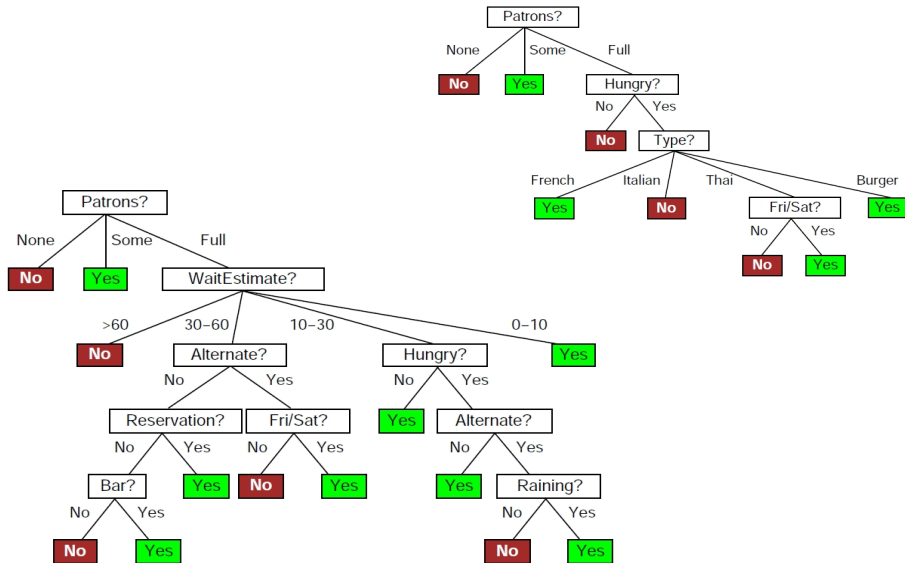 Patrons?
None Some Full
No Yes Hungry?
No Yes
No Type?
French Italian Thai Burger
Yes No Fri/Sat? Yes
No Yes
No Yes
Patrons?
None Some Full
No Yes WaitEstimate?
>60 30–60 10–30 0–10
No Alternate? Hungry? Yes
No Yes No Yes
Reservation? Fri/Sat? Yes Alternate?
No Yes No Yes No Yes
Bar? Yes No Yes Yes Raining?
No Yes No Yes
No Yes No Yes